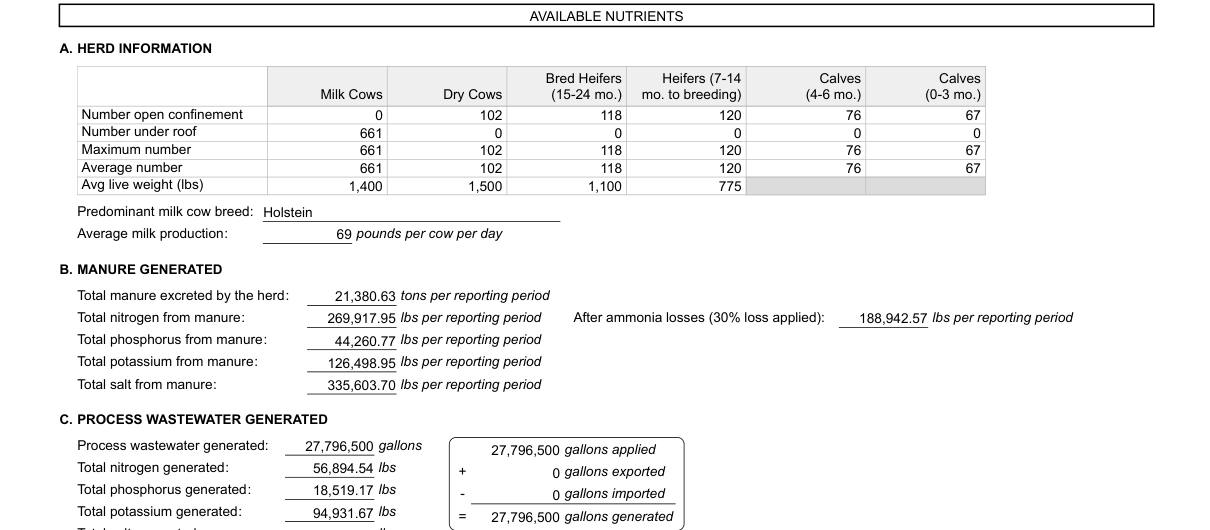 AVAILABLE NUTRIENTS
A. HERD INFORMATION
Milk Cows Dry Cows Bred Heifers (15-24 mo.) Heifers (7-14 mo. to breeding) Calves (4-6 mo.) Calves (0-3 mo.)
Number open confinement 0 102 118 120 76 67
Number under roof 661 0 0 0 0 0
Maximum number 661 102 118 120 76 67
Average number 661 102 118 120 76 67
Avg live weight (lbs) 1,400 1,500 1,100 775
Predominant milk cow breed: Holstein
Average milk production: 69 pounds per cow per day
B. MANURE GENERATED
Total manure excreted by the herd: 21,380.63 tons per reporting period
Total nitrogen from manure: 269,917.95 lbs per reporting period After ammonia losses (30% loss applied): 188,942.57 lbs per reporting period
Total phosphorus from manure: 44,260.77 lbs per reporting period
Total potassium from manure: 126,498.95 lbs per reporting period
Total salt from manure: 335,603.70 lbs per reporting period
C. PROCESS WASTEWATER GENERATED
Process wastewater generated: 27,796,500 gallons 27,796,500 gallons applied
Total nitrogen generated: 56,894.54 lbs + 0 gallons exported
Total phosphorus generated: 18,519.17 lbs - 0 gallons imported
Total potassium generated: 94,931.67 lbs = 27,796,500 gallons generated